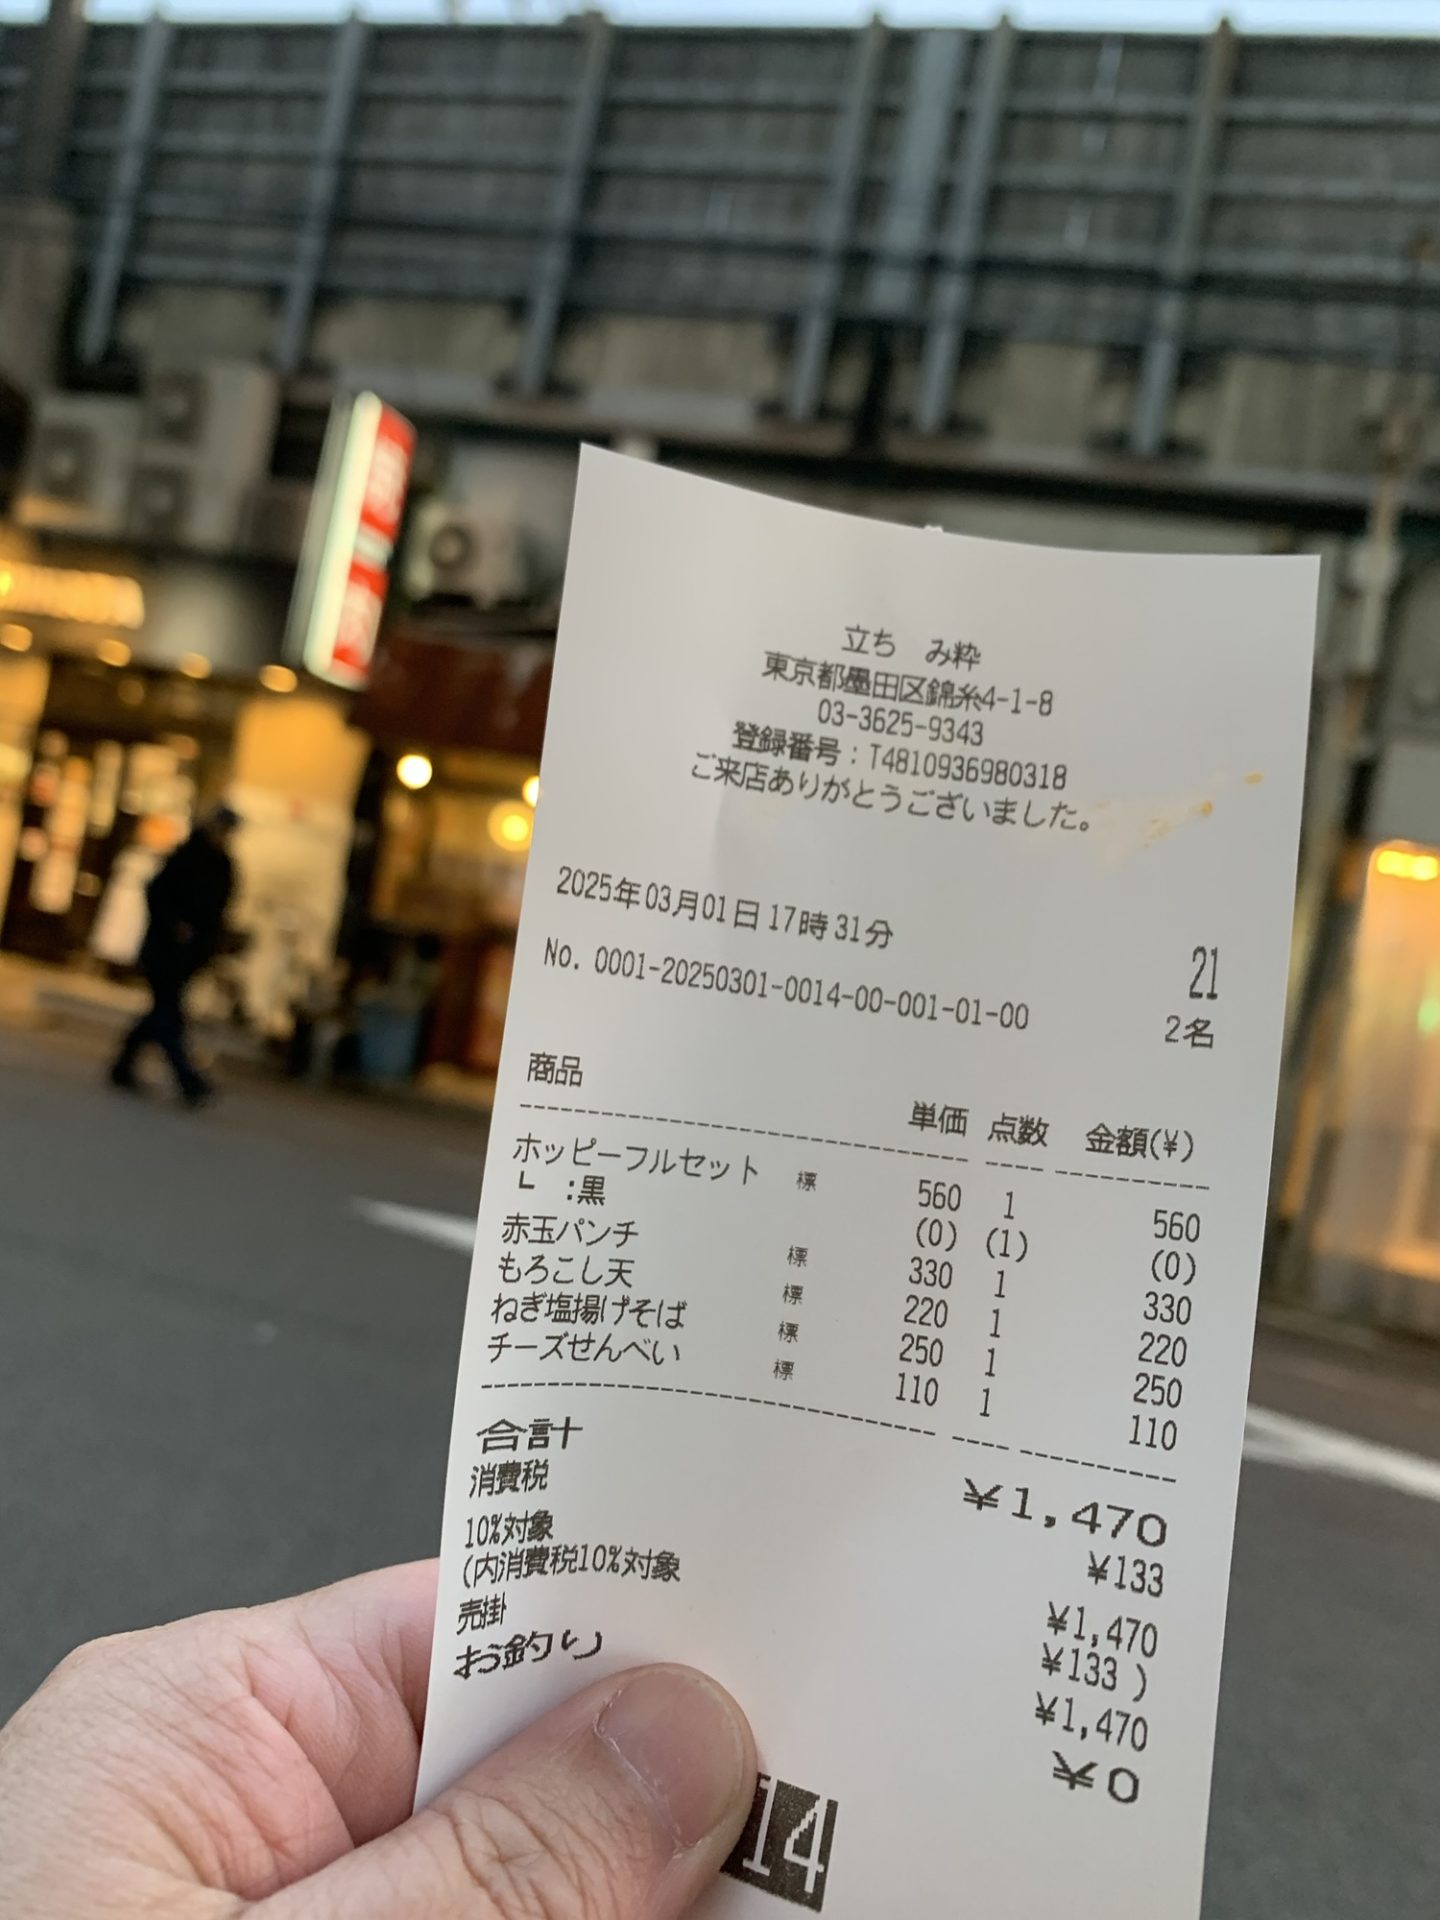 立ち　み粋
東京都墨田区錦糸4-1-8
03-3625-9343
登録番号：T4810936980318
ご来店ありがとうございました。
2025年03月01日17時31分
21
No. 0001-20250301-0014-00-001-01-00
2名
商品 単価 点数 金額(¥)
ホッピーフルセット 標 560 1 560
┗ :黒 (0) (1) (0)
赤玉パンチ 標 330 1 330
もろこし天 標 220 1 220
ねぎ塩揚げそば 標 250 1 250
チーズせんべい 標 110 1 110
合計 ¥1,470
消費税 ¥133
10%対象 ¥1,470
(内消費税10%対象 ¥133 )
売掛 ¥1,470
お釣り ¥0
14